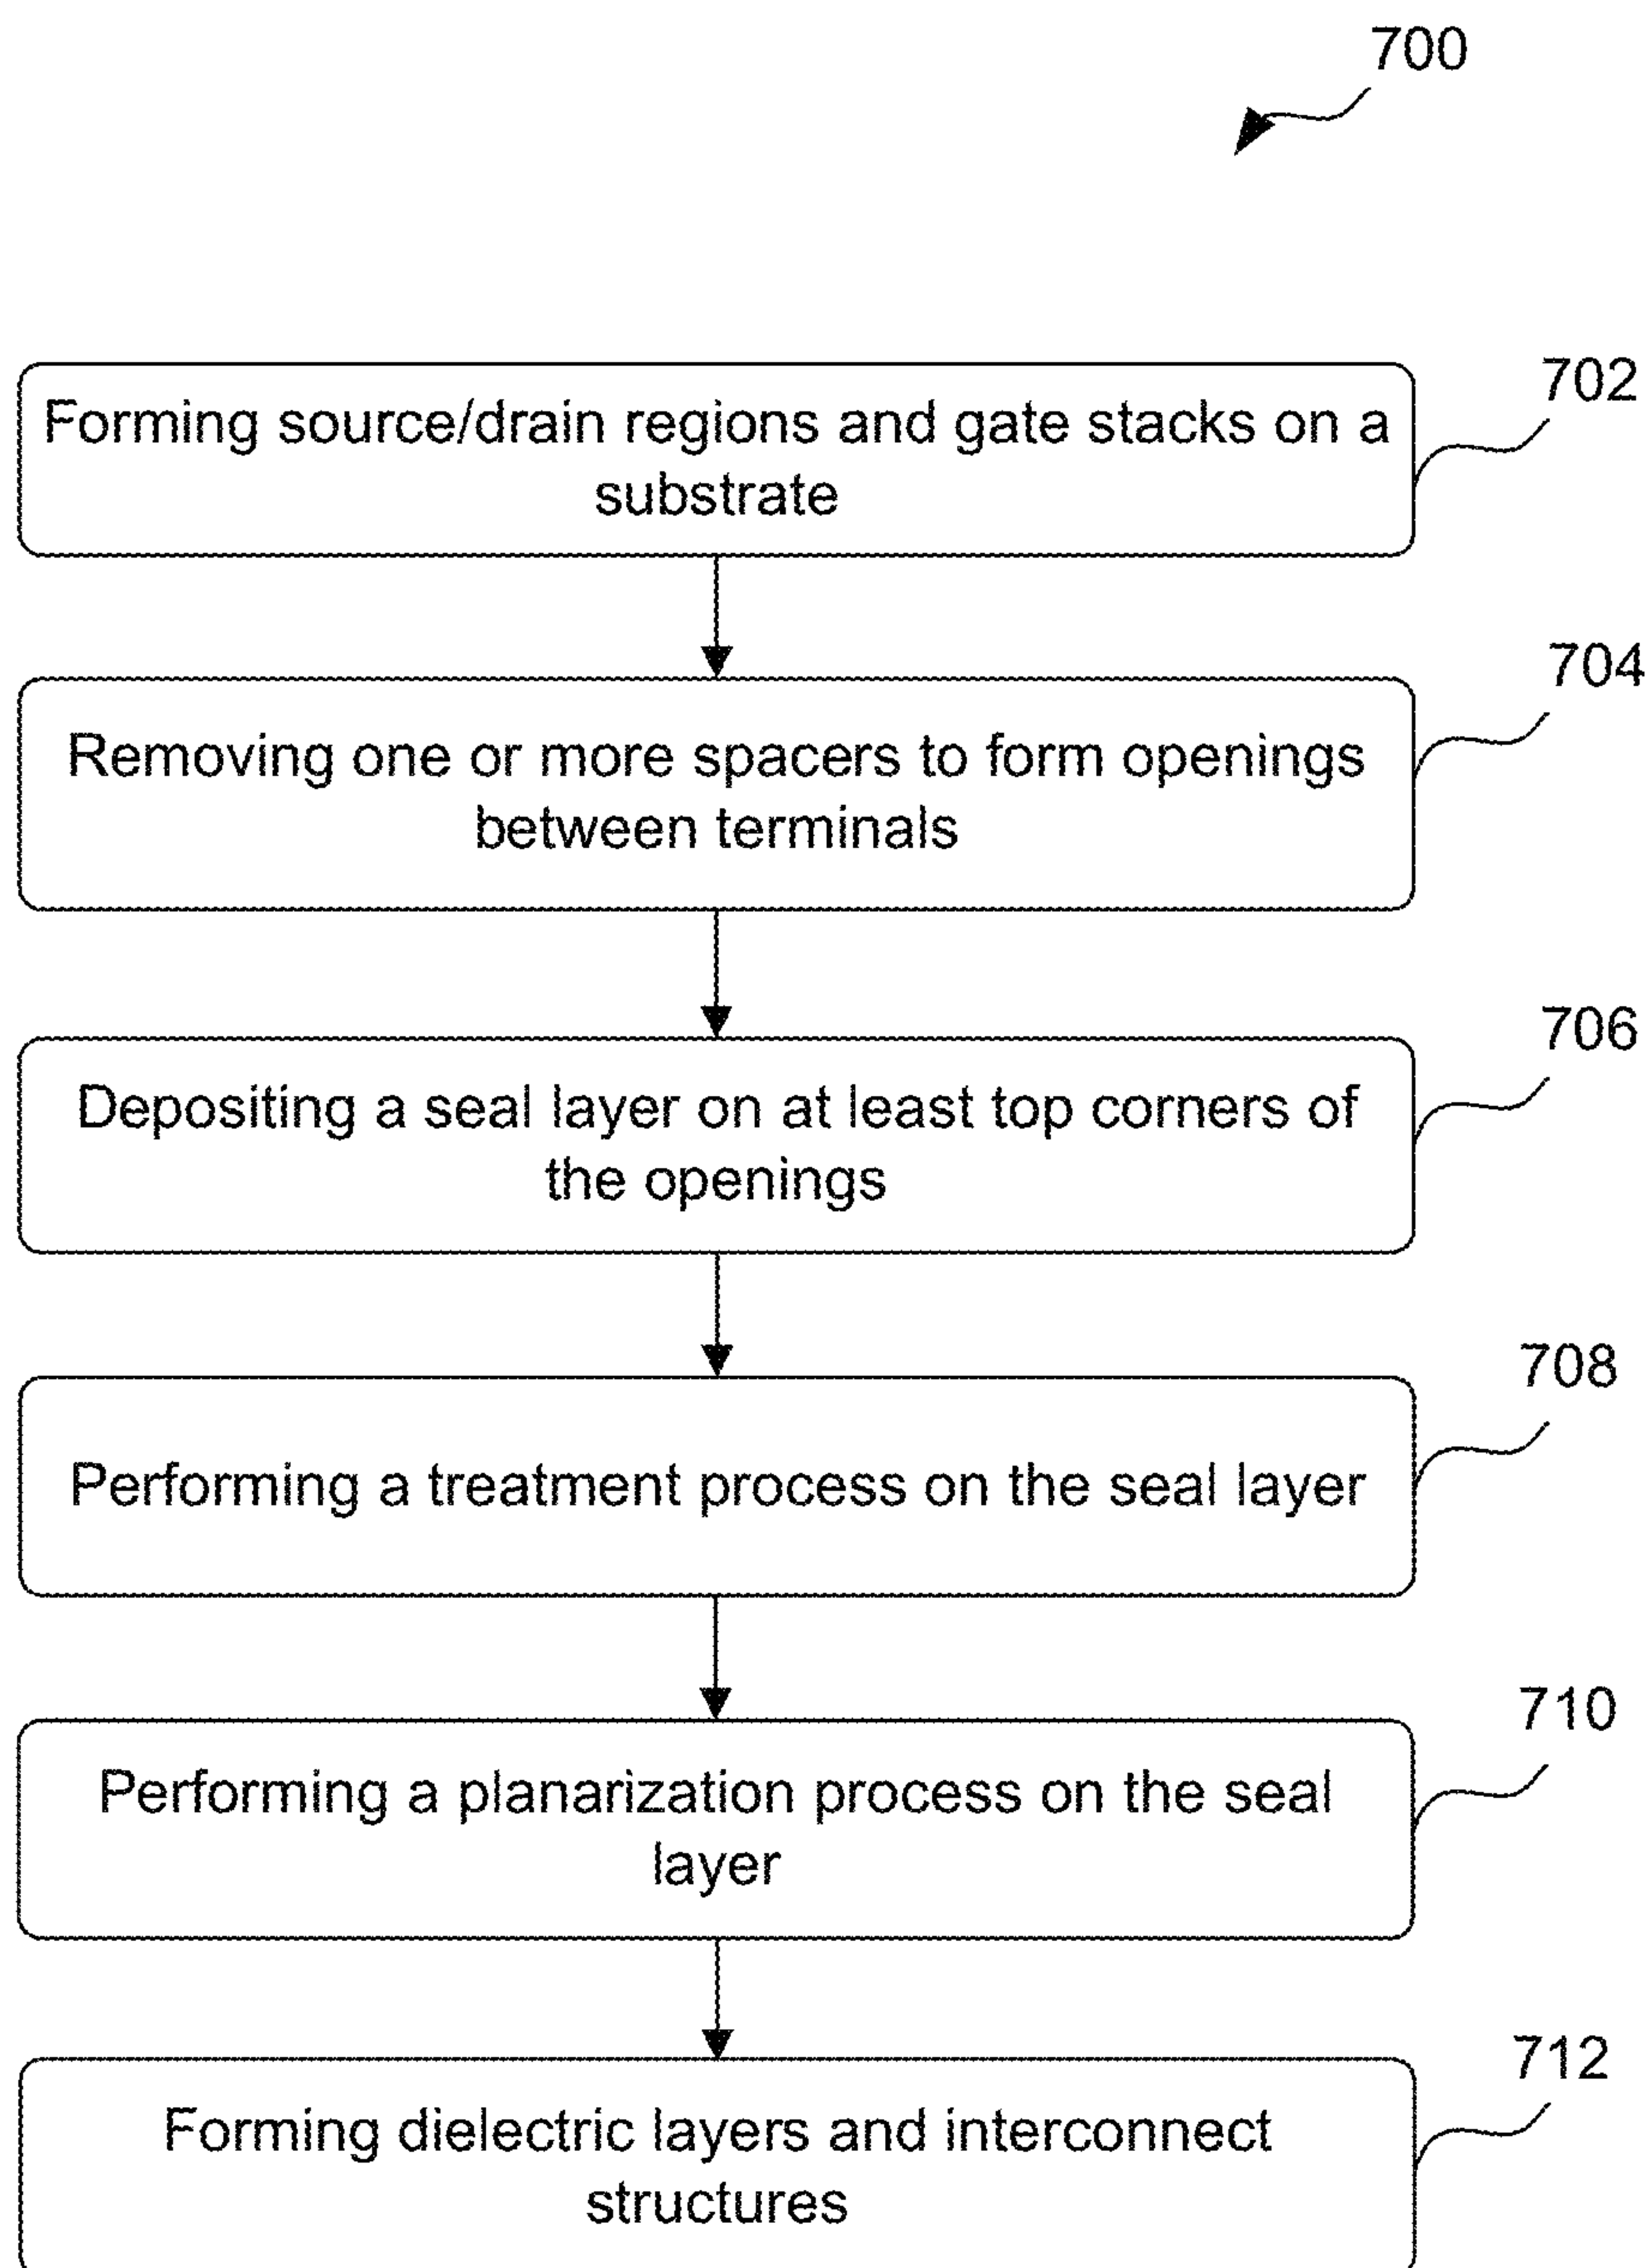 700
702
Forming source/drain regions and gate stacks on a
substrate
704
Removing one or more spacers to form openings
between terminals
706
Depositing a seal layer on at least top corners of
the openings
708
Performing a treatment process on the seal layer
710
Performing a planarization process on the seal
layer
712
Forming dielectric layers and interconnect
structures